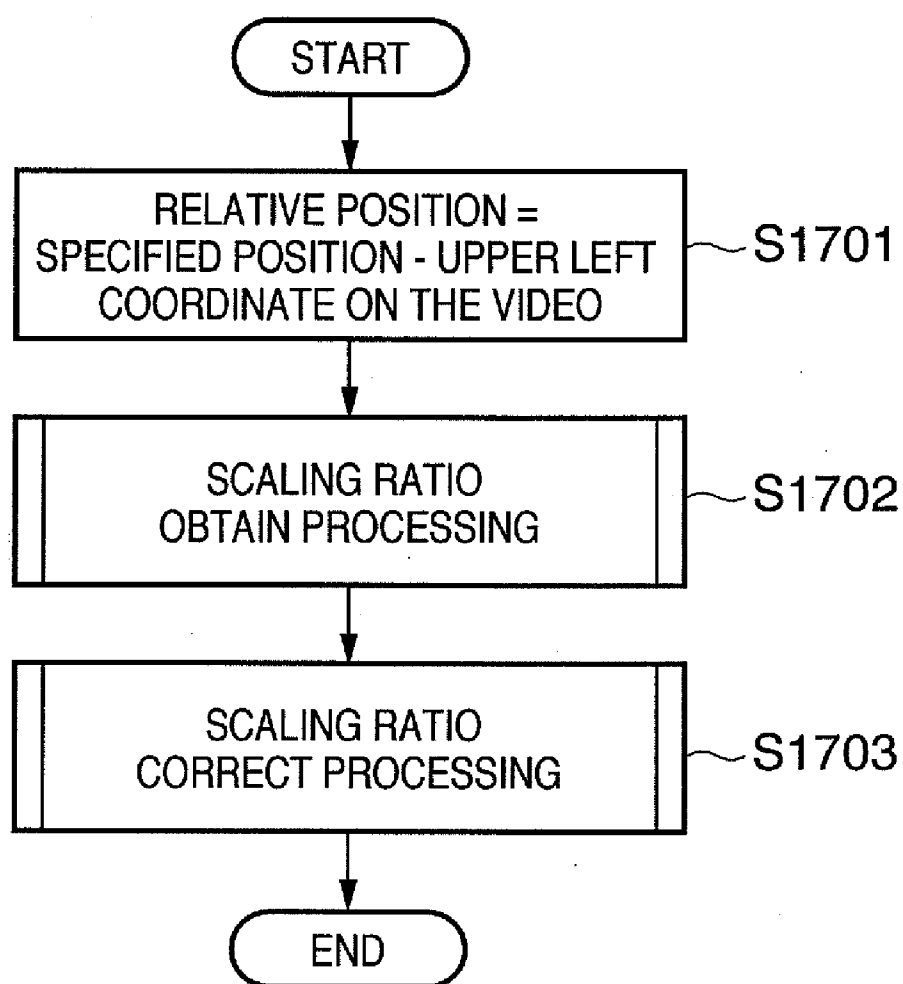 START
RELATIVE POSITION =
SPECIFIED POSITION - UPPER LEFT
COORDINATE ON THE VIDEO
S1701
SCALING RATIO
OBTAIN PROCESSING
S1702
SCALING RATIO
CORRECT PROCESSING
S1703
END